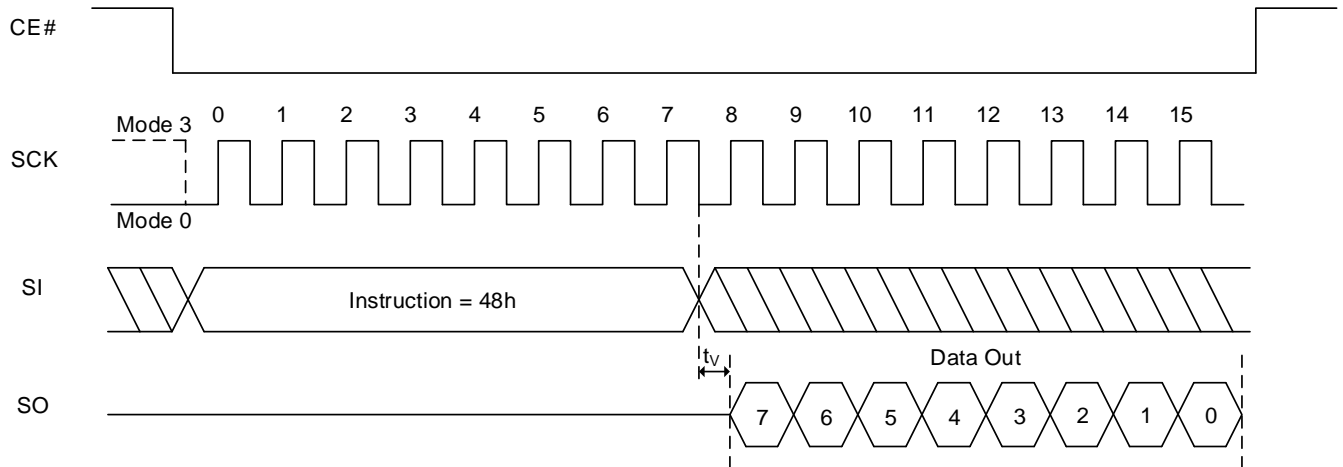 CE#
0 1 2 3 4 5 6 7 8 9 10 11 12 13 14 15
Mode 3
SCK
Mode 0
SI
Instruction = 48h
tV
Data Out
SO
7 6 5 4 3 2 1 0